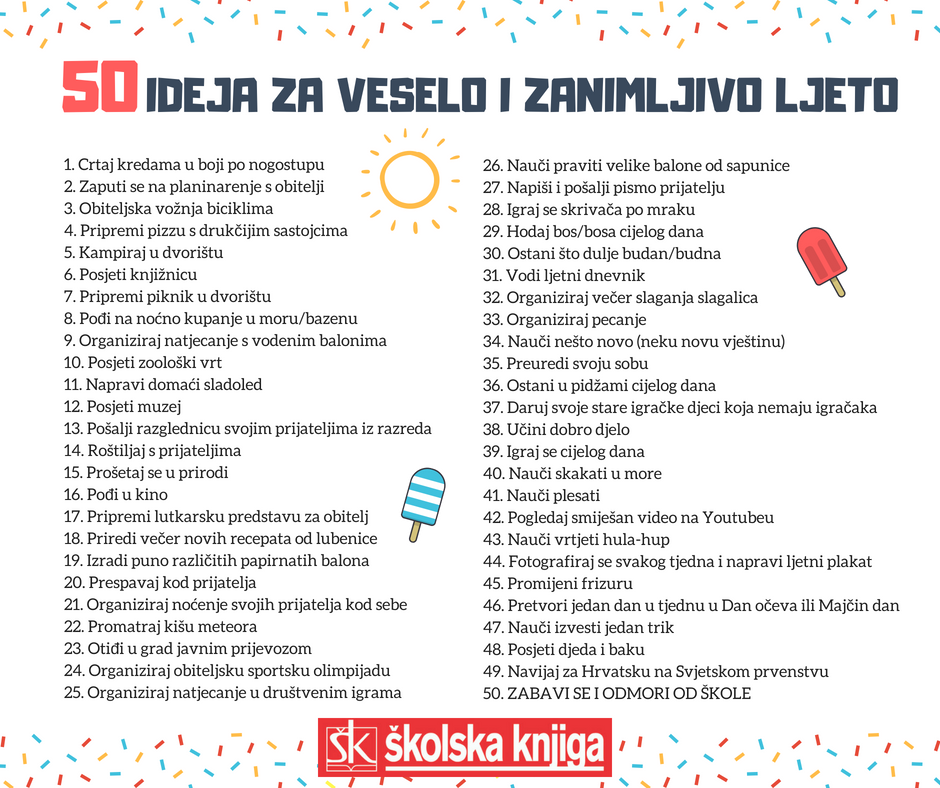 50 IDEJA ZA VESELO I ZANIMLJIVO LJETO
1. Crtaj kredama u boji po nogostupu
2. Zaputi se na planinarenje s obitelji
3. Obiteljska vožnja biciklima
4. Pripremi pizzu s drukčijim sastojcima
5. Kampiraj u dvorištu
6. Posjeti knjižnicu
7. Pripremi piknik u dvorištu
8. Pođi na noćno kupanje u moru/bazenu
9. Organiziraj natjecanje s vodenim balonima
10. Posjeti zoološki vrt
11. Napravi domaći sladoled
12. Posjeti muzej
13. Pošalji razglednicu svojim prijateljima iz razreda
14. Roštiljaj s prijateljima
15. Prošetaj se u prirodi
16. Pođi u kino
17. Pripremi lutkarsku predstavu za obitelj
18. Priredi večer novih recepata od lubenice
19. Izradi puno različitih papirnatih balona
20. Prespavaj kod prijatelja
21. Organiziraj noćenje svojih prijatelja kod sebe
22. Promatraj kišu meteora
23. Otiđi u grad javnim prijevozom
24. Organiziraj obiteljsku sportsku olimpijadu
25. Organiziraj natjecanje u društvenim igrama
26. Nauči praviti velike balone od sapunice
27. Napiši i pošalji pismo prijatelju
28. Igraj se skrivača po mraku
29. Hodaj bos/bosa cijelog dana
30. Ostani što dulje budan/budna
31. Vodi ljetni dnevnik
32. Organiziraj večer slaganja slagalica
33. Organiziraj pecanje
34. Nauči nešto novo (neku novu vještinu)
35. Preuredi svoju sobu
36. Ostani u pidžami cijelog dana
37. Daruj svoje stare igračke djeci koja nemaju igračaka
38. Učini dobro djelo
39. Igraj se cijelog dana
40. Nauči skakati u more
41. Nauči plesati
42. Pogledaj smiješan video na Youtubeu
43. Nauči vrtjeti hula-hup
44. Fotografiraj se svakog tjedna i napravi ljetni plakat
45. Promijeni frizuru
46. Pretvori jedan dan u tjednu u Dan očeva ili Majčin dan
47. Nauči izvesti jedan trik
48. Posjeti djeda i baku
49. Navijaj za Hrvatsku na Svjetskom prvenstvu
50. ZABAVI SE I ODMORI OD ŠKOLE
šk školska knjiga